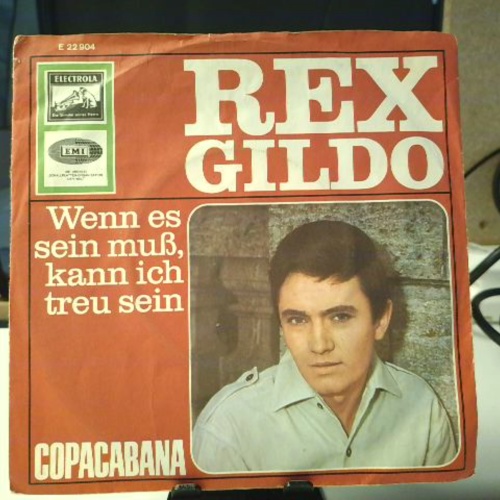 E 22 904
ELECTROLA
EMI
REX
GILDO
Wenn es
sein muß,
kann ich
treu sein
COPACABANA